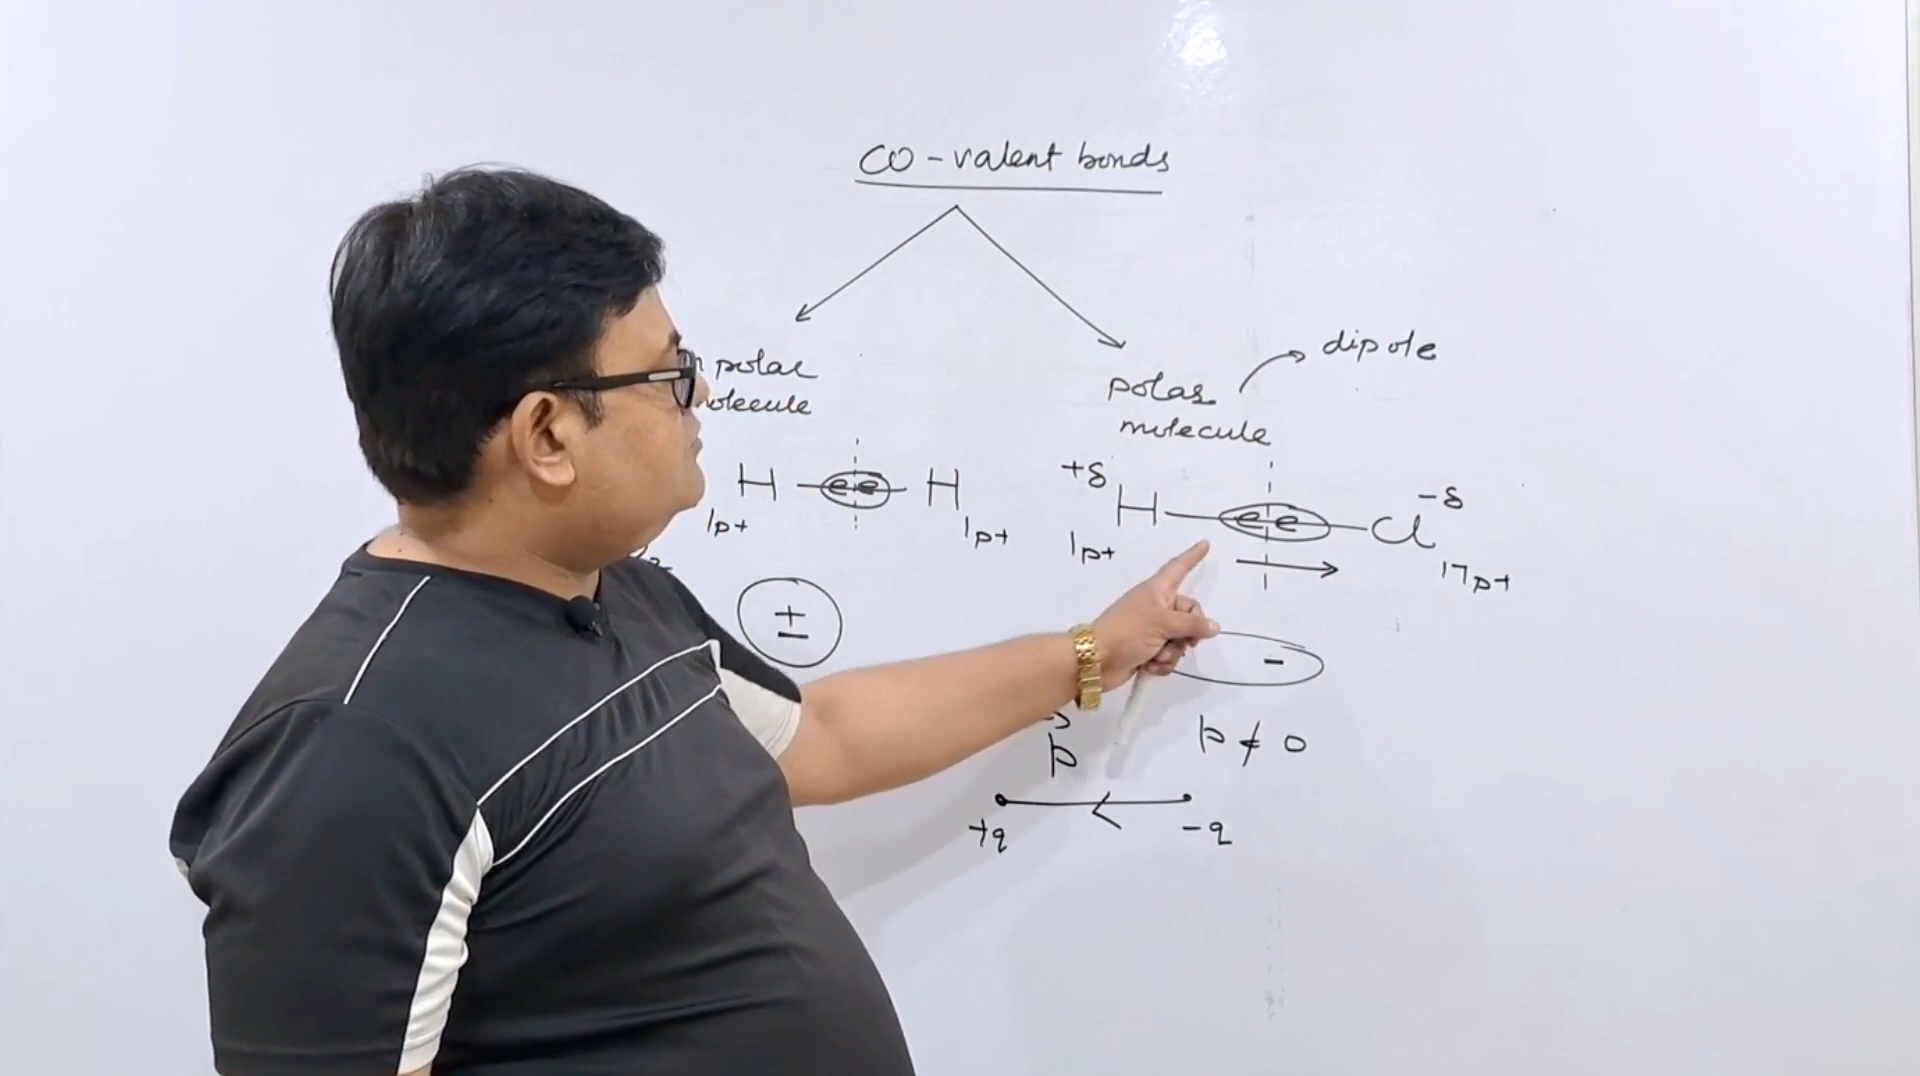 CO-valent bonds
polar
molecule
H - ee - H
1p+ 1p+
+
-
dipole
polar
molecule
+δ -δ
H - ee - Cl
1p+ 17p+
-
p p ≠ 0
+q -q